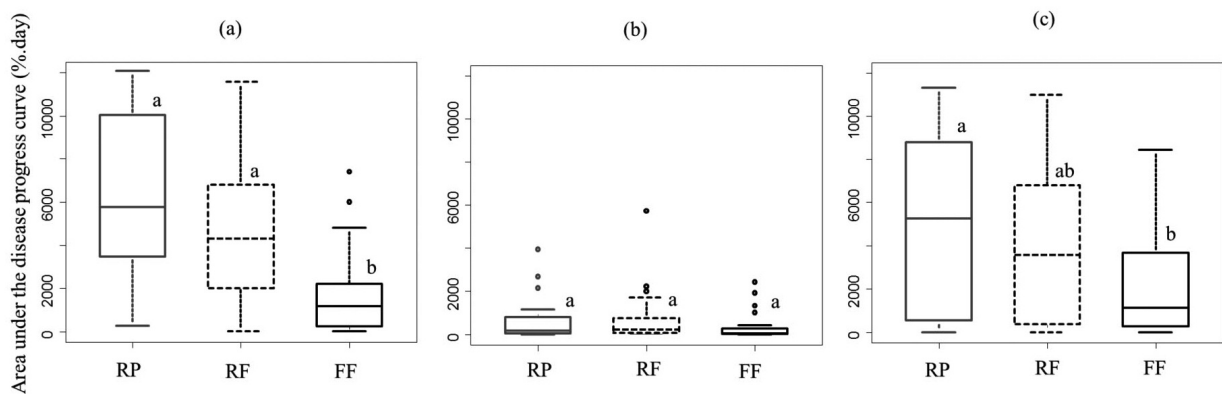 Area under the disease progress curve (%.day)
(a)
10000
6000
2000
0
a
a
b
RP
RF
FF
(b)
10000
6000
2000
0
a
a
a
RP
RF
FF
(c)
10000
6000
2000
0
a
ab
b
RP
RF
FF